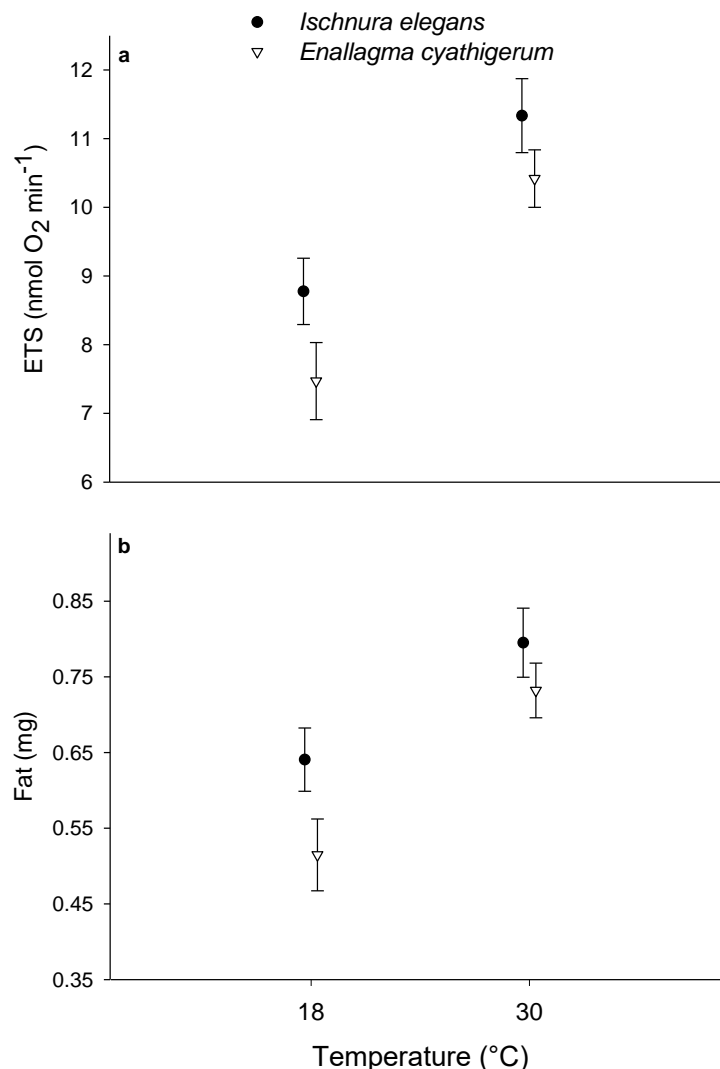 Ischnura elegans
Enallagma cyathigerum
a
12
11
10
9
8
7
6
ETS (nmol O2 min-1)
b
0.85
0.75
0.65
0.55
0.45
0.35
Fat (mg)
18 30
Temperature (°C)